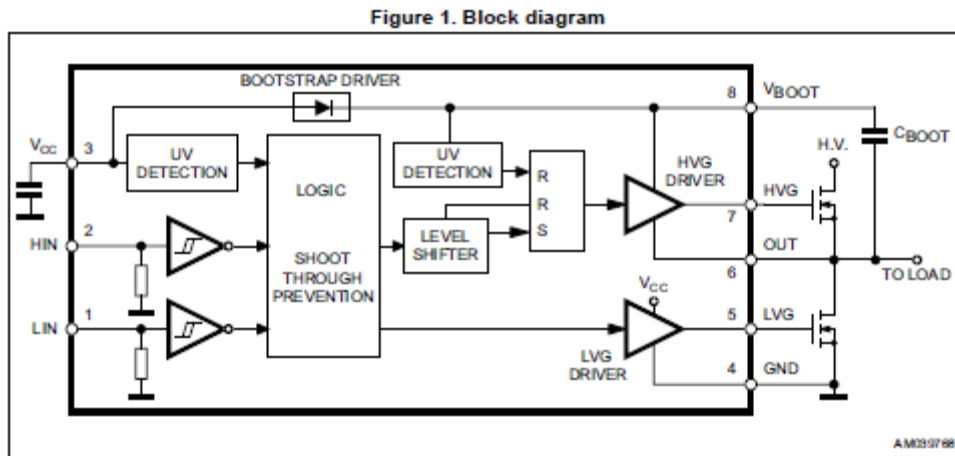 Figure 1. Block diagram
BOOTSTRAP DRIVER
8
VBOOT
CBOOT
H.V.
VCC
3
UV
DETECTION
LOGIC
SHOOT
THROUGH
PREVENTION
UV
DETECTION
R
R
S
LEVEL
SHIFTER
HVG
DRIVER
HVG
7
OUT
6
TO LOAD
HIN
2
LIN
1
VCC
LVG
DRIVER
5
LVG
4
GND
AM039768